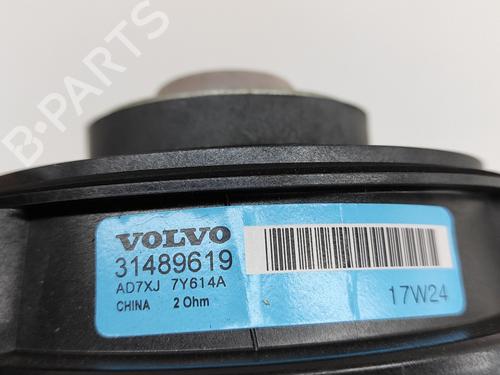 B-PARTS
VOLVO
31489619
AD7XJ 7Y614A
CHINA 2 Ohm
17W24